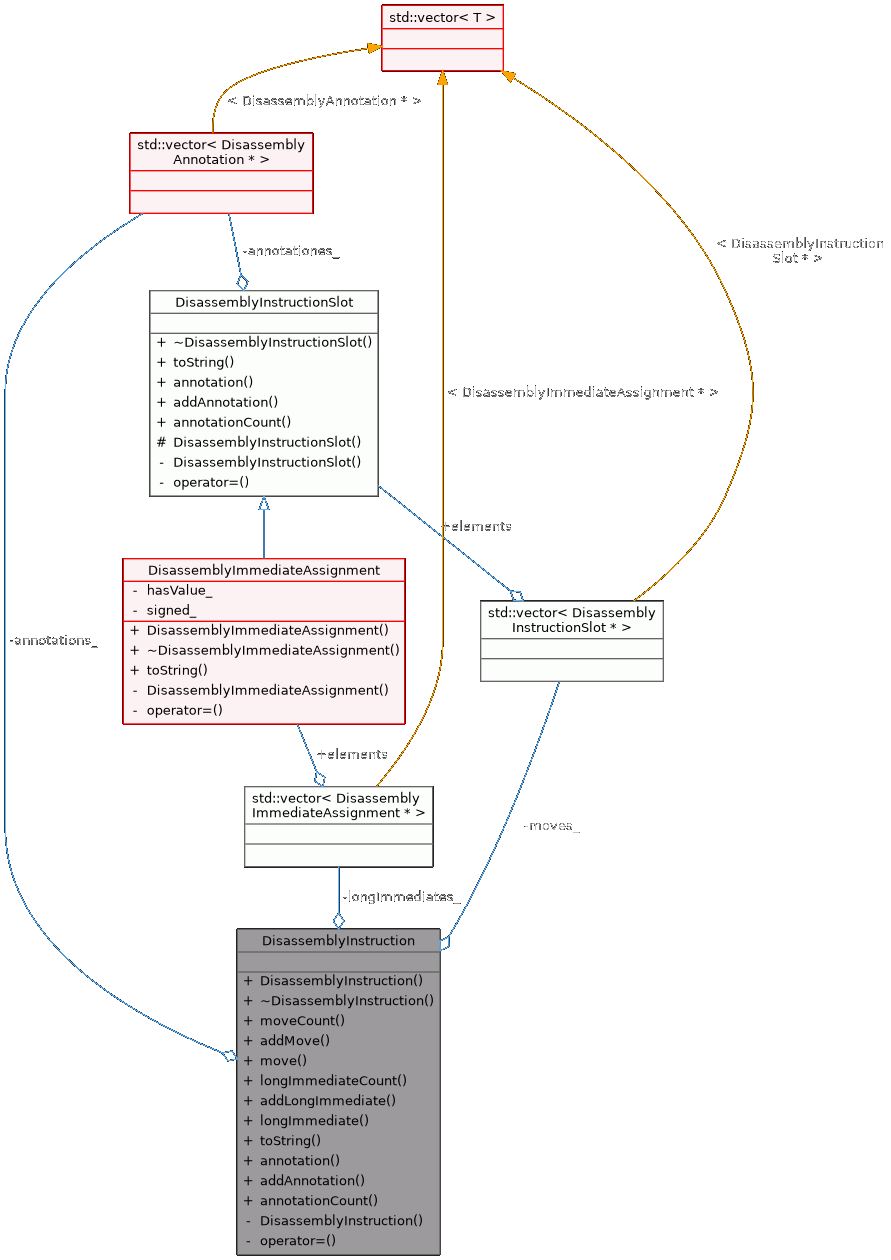 std::vector< T >
< DisassemblyAnnotation * >
std::vector< Disassembly
Annotation * >
< DisassemblyInstruction
Slot * >
-annotationes_
DisassemblyInstructionSlot
+ ~DisassemblyInstructionSlot()
+ toString()
+ annotation()
+ addAnnotation()
+ annotationCount()
# DisassemblyInstructionSlot()
- DisassemblyInstructionSlot()
- operator=()
< DisassemblyImmediateAssignment * >
+elements
DisassemblyImmediateAssignment
- hasValue_
- signed_
+ DisassemblyImmediateAssignment()
+ ~DisassemblyImmediateAssignment()
+ toString()
- DisassemblyImmediateAssignment()
- operator=()
std::vector< Disassembly
InstructionSlot * >
-annotations_
+elements
std::vector< Disassembly
ImmediateAssignment * >
-moves_
-longImmediates_
DisassemblyInstruction
+ DisassemblyInstruction()
+ ~DisassemblyInstruction()
+ moveCount()
+ addMove()
+ move()
+ longImmediateCount()
+ addLongImmediate()
+ longImmediate()
+ toString()
+ annotation()
+ addAnnotation()
+ annotationCount()
- DisassemblyInstruction()
- operator=()